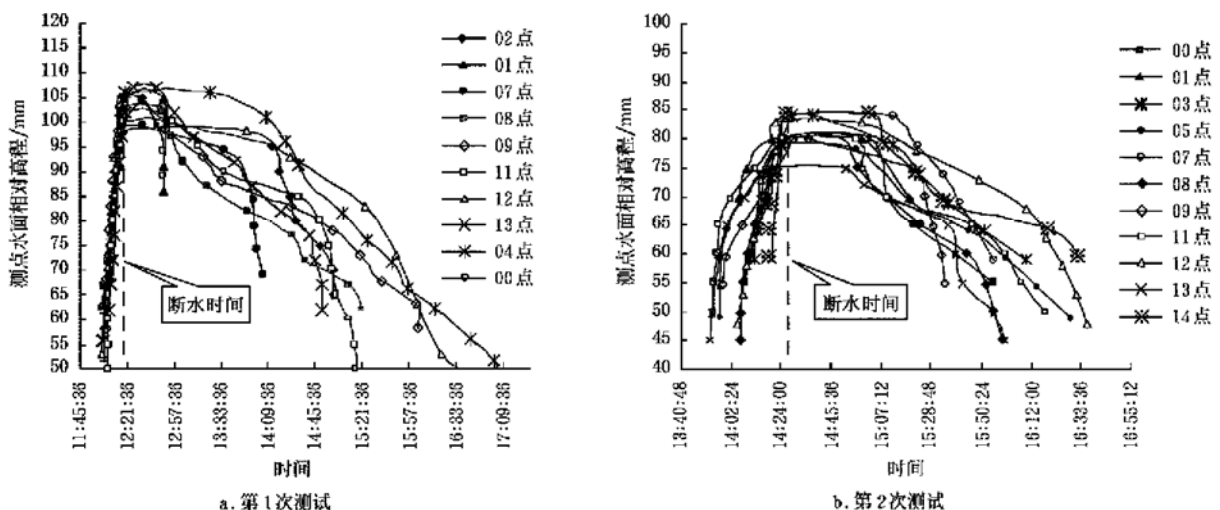 120
115
110
105
100
95
90
85
80
75
70
65
60
55
50
测点水面相对高程/mm
11:45:36
12:21:36
12:57:36
13:33:36
14:09:36
14:45:36
15:21:36
15:57:36
16:33:36
17:09:36
时间
断水时间
02点
01点
07点
08点
09点
11点
12点
13点
04点
00点
a.第1次测试
100
95
90
85
80
75
70
65
60
55
50
45
40
测点水面相对高程/mm
13:40:48
14:02:24
14:24:00
14:45:36
15:07:12
15:28:48
15:50:24
16:12:00
16:33:36
16:55:12
时间
断水时间
00点
01点
03点
05点
07点
08点
09点
11点
12点
13点
14点
b.第2次测试